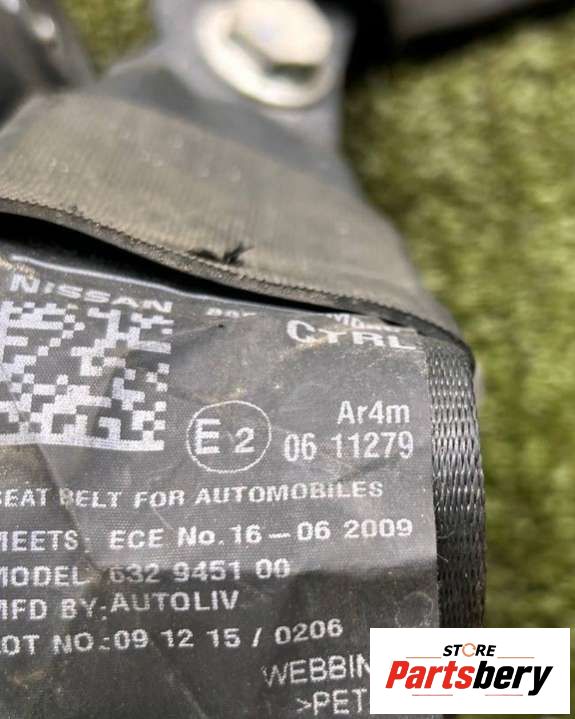 NISSAN
CTRL
Ar4m
E2 06 11279
SEAT BELT FOR AUTOMOBILES
MEETS: ECE No. 16-06 2009
MODEL 632 9451 00
MFD BY: AUTOLIV
LOT NO.: 09 12 15 / 0206
WEBBIN
>PET
STORE
Partsbery